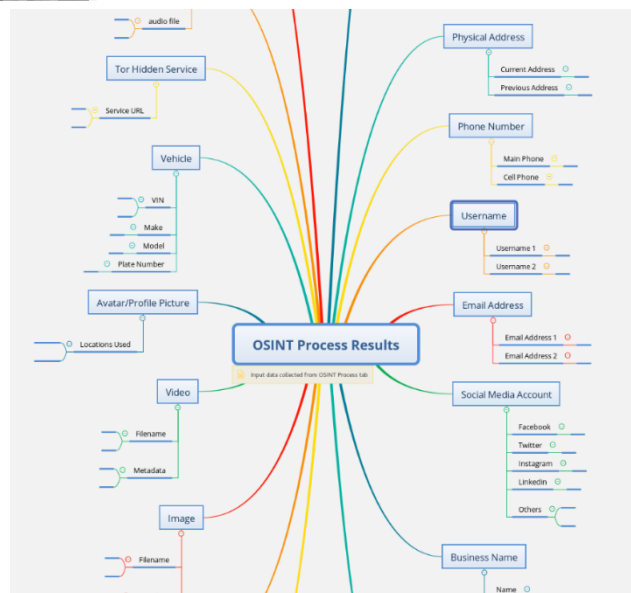 audio file
Tor Hidden Service
Service URL
Vehicle
VIN
Make
Model
Plate Number
Avatar/Profile Picture
Locations Used
Video
Filename
Metadata
Image
Filename
OSINT Process Results
Input data collected from OSINT Process tab
Physical Address
Current Address
Previous Address
Phone Number
Main Phone
Cell Phone
Username
Username 1
Username 2
Email Address
Email Address 1
Email Address 2
Social Media Account
Facebook
Twitter
Instagram
Linkedin
Others
Business Name
Name